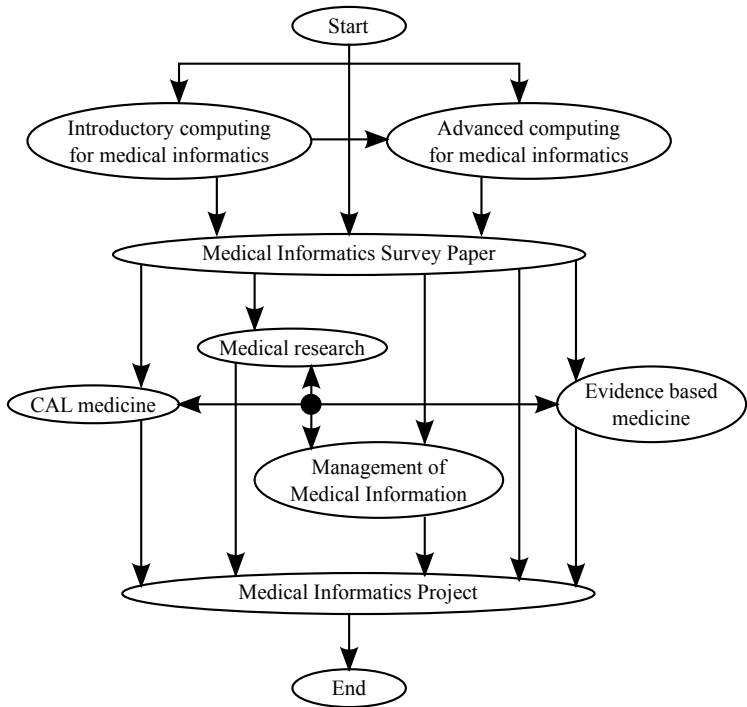 Start
Introductory computing
for medical informatics
Advanced computing
for medical informatics
Medical Informatics Survey Paper
Medical research
CAL medicine
Evidence based
medicine
Management of
Medical Information
Medical Informatics Project
End